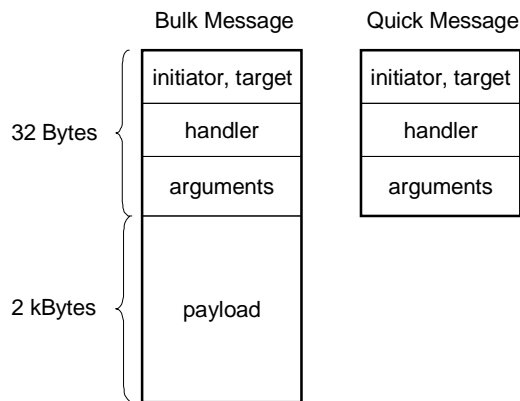 Bulk Message
Quick Message
32 Bytes
initiator, target
handler
arguments
initiator, target
handler
arguments
2 kBytes
payload